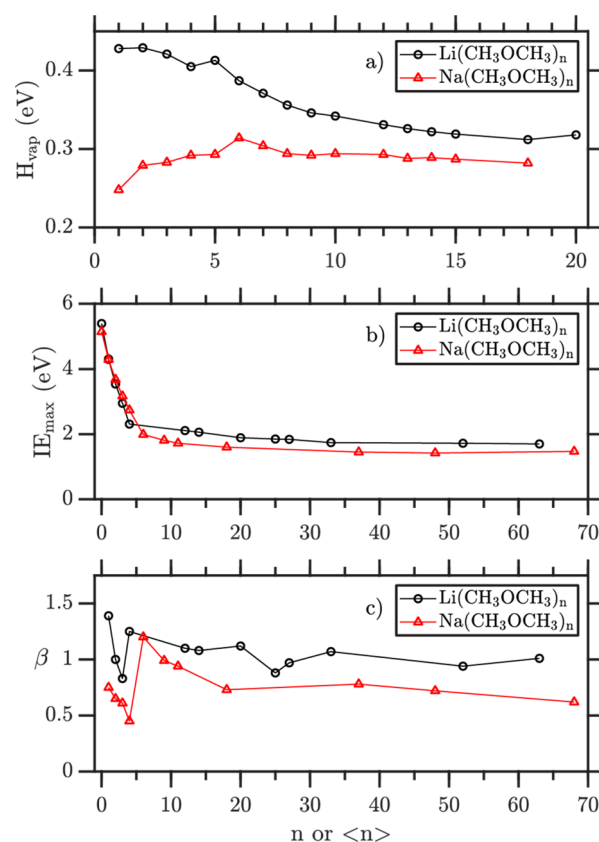 a)
Li(CH₃OCH₃)ₙ
Na(CH₃OCH₃)ₙ
H_vap (eV)
0.4
0.3
0.2
0 5 10 15 20
b)
Li(CH₃OCH₃)ₙ
Na(CH₃OCH₃)ₙ
IE_max (eV)
6
4
2
0
0 10 20 30 40 50 60 70
c)
Li(CH₃OCH₃)ₙ
Na(CH₃OCH₃)ₙ
β
1.5
1
0.5
0
0 10 20 30 40 50 60 70
n or <n>